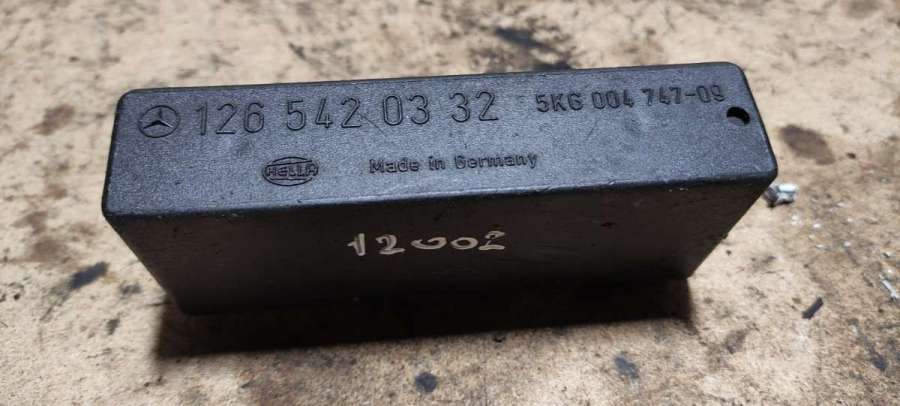 126 542 03 32 5KG 004 747-09
HELLA Made in Germany
12002